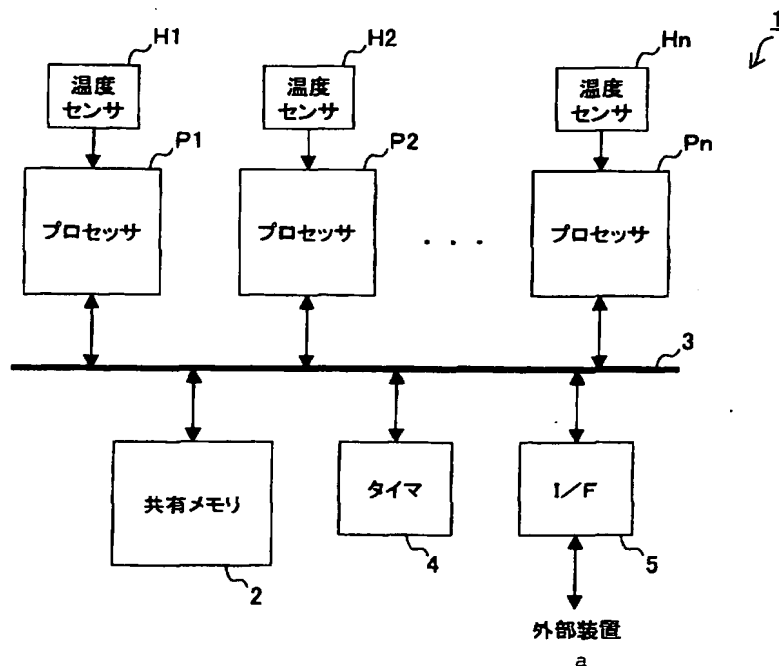 1
H1
H2
Hn
温度
センサ
温度
センサ
温度
センサ
P1
P2
Pn
プロセッサ
プロセッサ
. . .
プロセッサ
3
共有メモリ
タイマ
I/F
2
4
5
外部装置
a